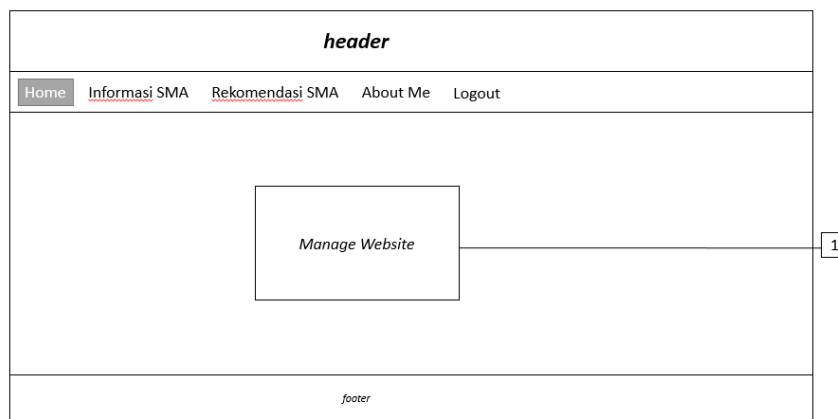 header
Home Informasi SMA Rekomendasi SMA About Me Logout
Manage Website
1
footer